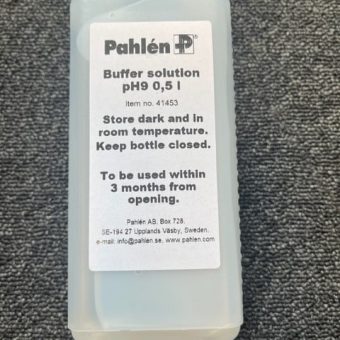 Pahlén P®
Buffer solution
pH9 0,5 l
Item no. 41453
Store dark and in
room temperature.
Keep bottle closed.
To be used within
3 months from
opening.
Pahlén AB, Box 728,
SE-194 27 Upplands Väsby, Sweden.
e-mail: info@pahlen.se, www.pahlen.com